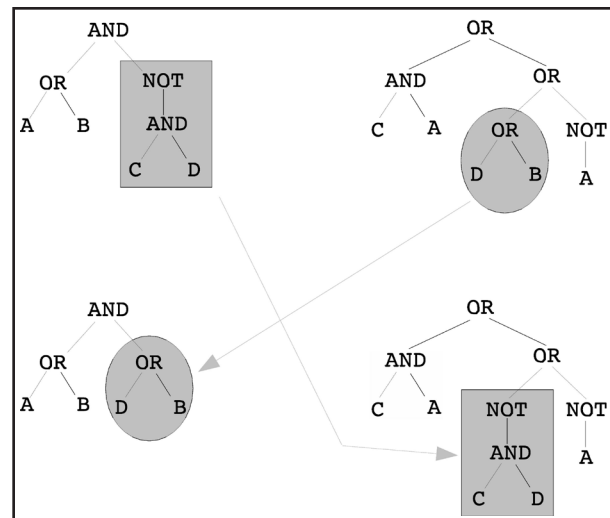 AND
OR NOT
A B AND
C D
OR
AND OR
C A OR NOT
D B A
AND
OR OR
A B D B
OR
AND OR
C A NOT NOT
AND A
C D